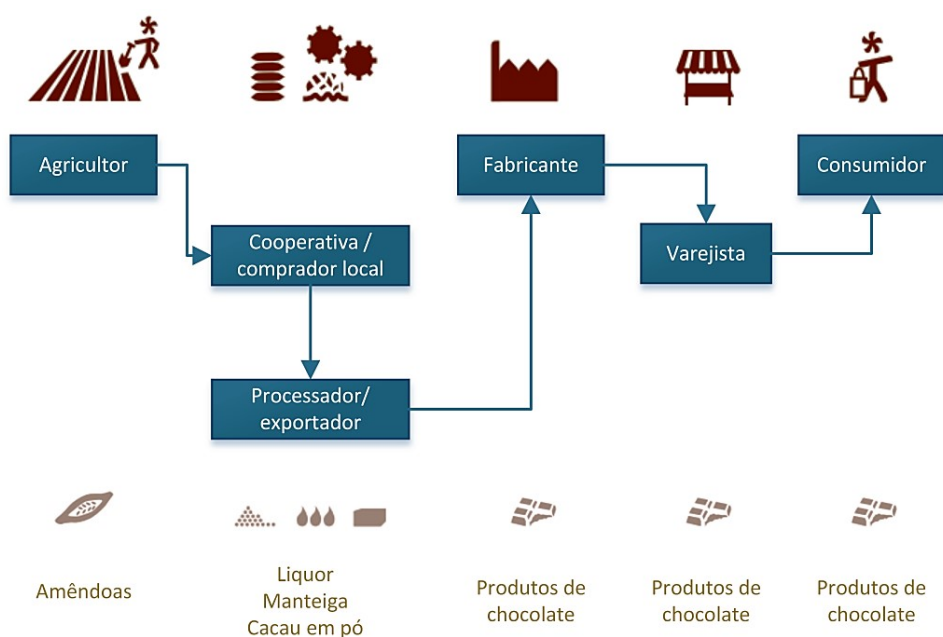 Agricultor
Fabricante
Consumidor
Cooperativa /
comprador local
Varejista
Processador/
exportador
Amêndoas
Liquor
Manteiga
Cacau em pó
Produtos de
chocolate
Produtos de
chocolate
Produtos de
chocolate